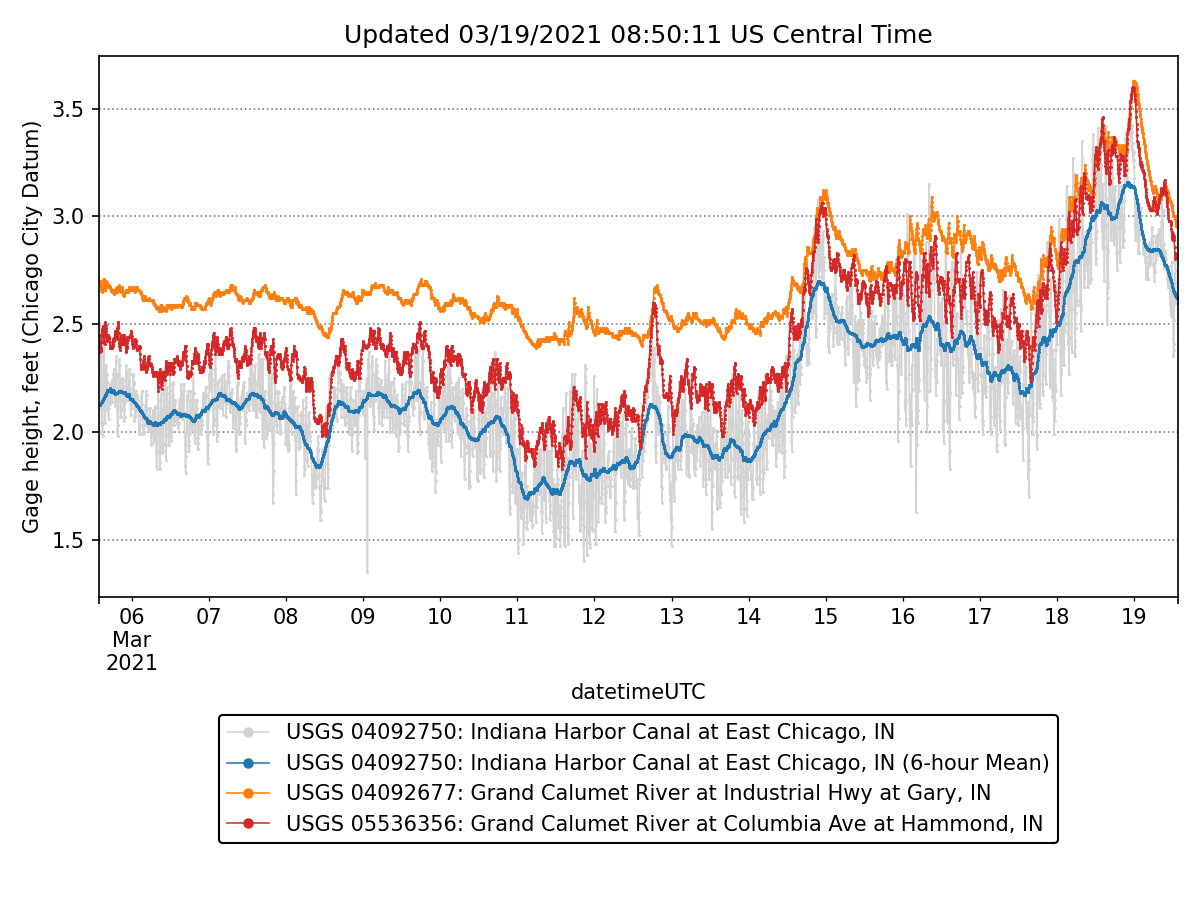 Updated 03/19/2021 08:50:11 US Central Time
Gage height, feet (Chicago City Datum)
3.5
3.0
2.5
2.0
1.5
06 07 08 09 10 11 12 13 14 15 16 17 18 19
Mar
2021
datetimeUTC
USGS 04092750: Indiana Harbor Canal at East Chicago, IN
USGS 04092750: Indiana Harbor Canal at East Chicago, IN (6-hour Mean)
USGS 04092677: Grand Calumet River at Industrial Hwy at Gary, IN
USGS 05536356: Grand Calumet River at Columbia Ave at Hammond, IN